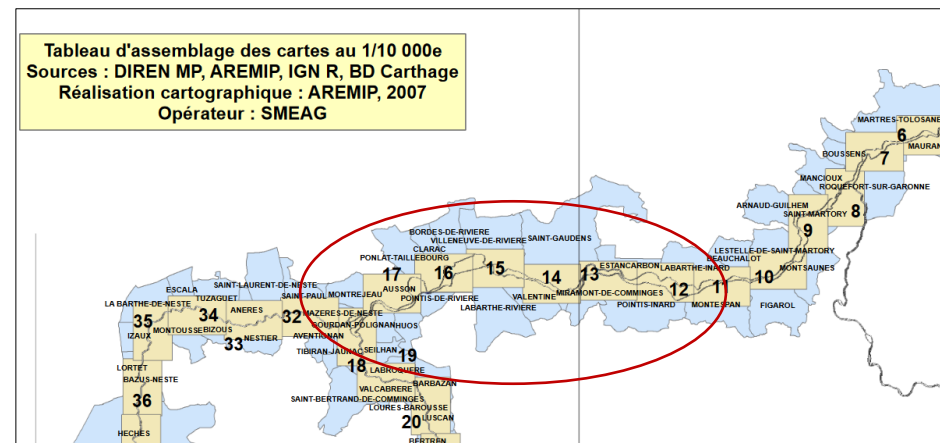 Tableau d'assemblage des cartes au 1/10 000e
Sources : DIREN MP, AREMIP, IGN R, BD Carthage
Réalisation cartographique : AREMIP, 2007
Opérateur : SMEAG
MARTRES-TOLOSANE
6
MAURAN
BOUSSENS
7
MANCIOUX
ROQUEFORT-SUR-GARONNE
ARNAUD-GUILHEM
SAINT-MARTORY
8
9
BORDES-DE-RIVIERE
VILLENEUVE-DE-RIVIERE
SAINT-GAUDENS
CLARAC
LESTELLE-DE-SAINT-MARTORY
PONLAT-TAILLEBOURG
BEAUCHALOT
17
16
15
14
13
ESTANCARBON
LABARTHE-INARD
MONTSAUNES
10
11
12
SAINT-LAURENT-DE-NESTE
ESCALA
TUZAGUET
SAINT-PAUL
MONTREJEAU
AUSSON
POINTIS-DE-RIVIERE
VALENTINE
MIRAMONT-DE-COMMINGES
LABARTHE-RIVIERE
POINTIS-INARD
MONTESPAN
FIGAROL
LA BARTHE-DE-NESTE
ANERES
MAZERES-DE-NESTE
35
34
32
MONTOUSSE
BIZOUS
GOURDAN-POLIGNAN
HUOS
IZAUX
33
NESTIER
AVENTIGNAN
TIBIRAN-JAUNAC
SEILHAN
19
18
LORTET
LABROQUERE
BAZUS-NESTE
BARBAZAN
VALCABRERE
36
SAINT-BERTRAND-DE-COMMINGES
LOURES-BAROUSSE
20
LUSCAN
HECHES
BERTREN